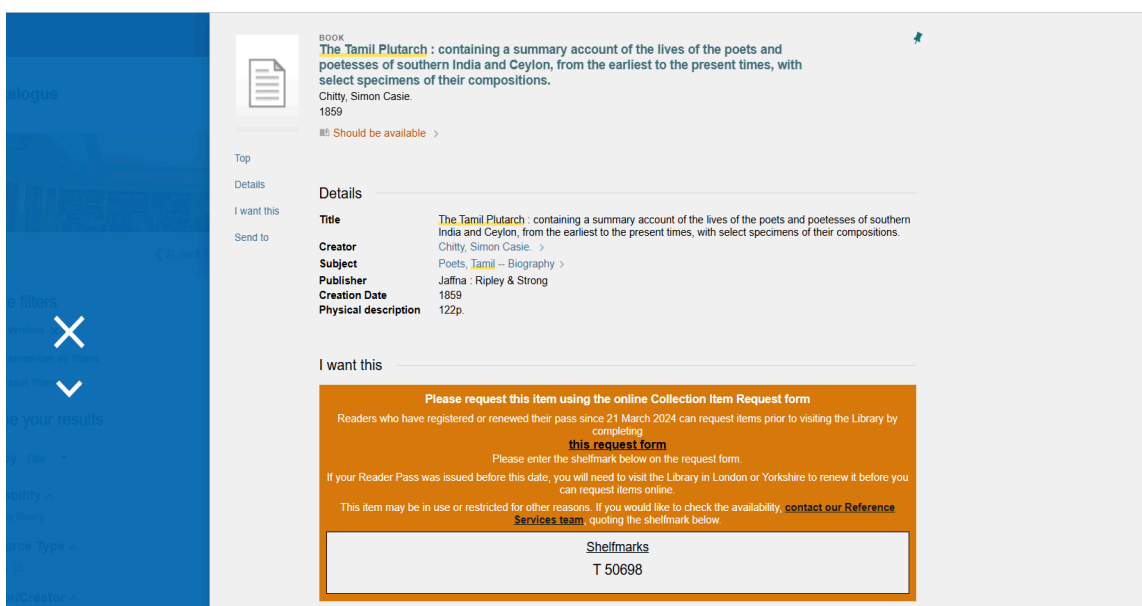 BOOK
The Tamil Plutarch : containing a summary account of the lives of the poets and
poetesses of southern India and Ceylon, from the earliest to the present times, with
select specimens of their compositions.
Chitty, Simon Casie.
1859
Should be available
alogue
Top
Details
I want this
Send to
Details
Title The Tamil Plutarch : containing a summary account of the lives of the poets and poetesses of southern
India and Ceylon, from the earliest to the present times, with select specimens of their compositions.
Creator Chitty, Simon Casie.
Subject Poets, Tamil -- Biography
Publisher Jaffna : Ripley & Strong
Creation Date 1859
Physical description 122p.
e filters
I want this
Please request this item using the online Collection Item Request form
Readers who have registered or renewed their pass since 21 March 2024 can request items prior to visiting the Library by
completing
this request form
Please enter the shelfmark below on the request form.
If your Reader Pass was issued before this date, you will need to visit the Library in London or Yorkshire to renew it before you
can request items online.
This item may be in use or restricted for other reasons. If you would like to check the availability, contact our Reference
Services team, quoting the shelfmark below.
Shelfmarks
T 50698
e your results
Title
ability
urce Type
or/Creator